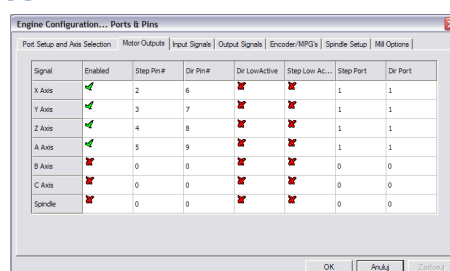 Engine Configuration... Ports & Pins
Port Setup and Axis Selection Motor Outputs Input Signals Output Signals Encoder/MPG's Spindle Setup Mill Options
Signal Enabled Step Pin# Dir Pin# Dir LowActive Step Low Ac... Step Port Dir Port
X Axis 2 6 1 1
Y Axis 3 7 1 1
Z Axis 4 8 1 1
A Axis 5 9 1 1
B Axis 0 0 0 0
C Axis 0 0 0 0
Spindle 0 0 0 0
OK Anuluj Zastosuj